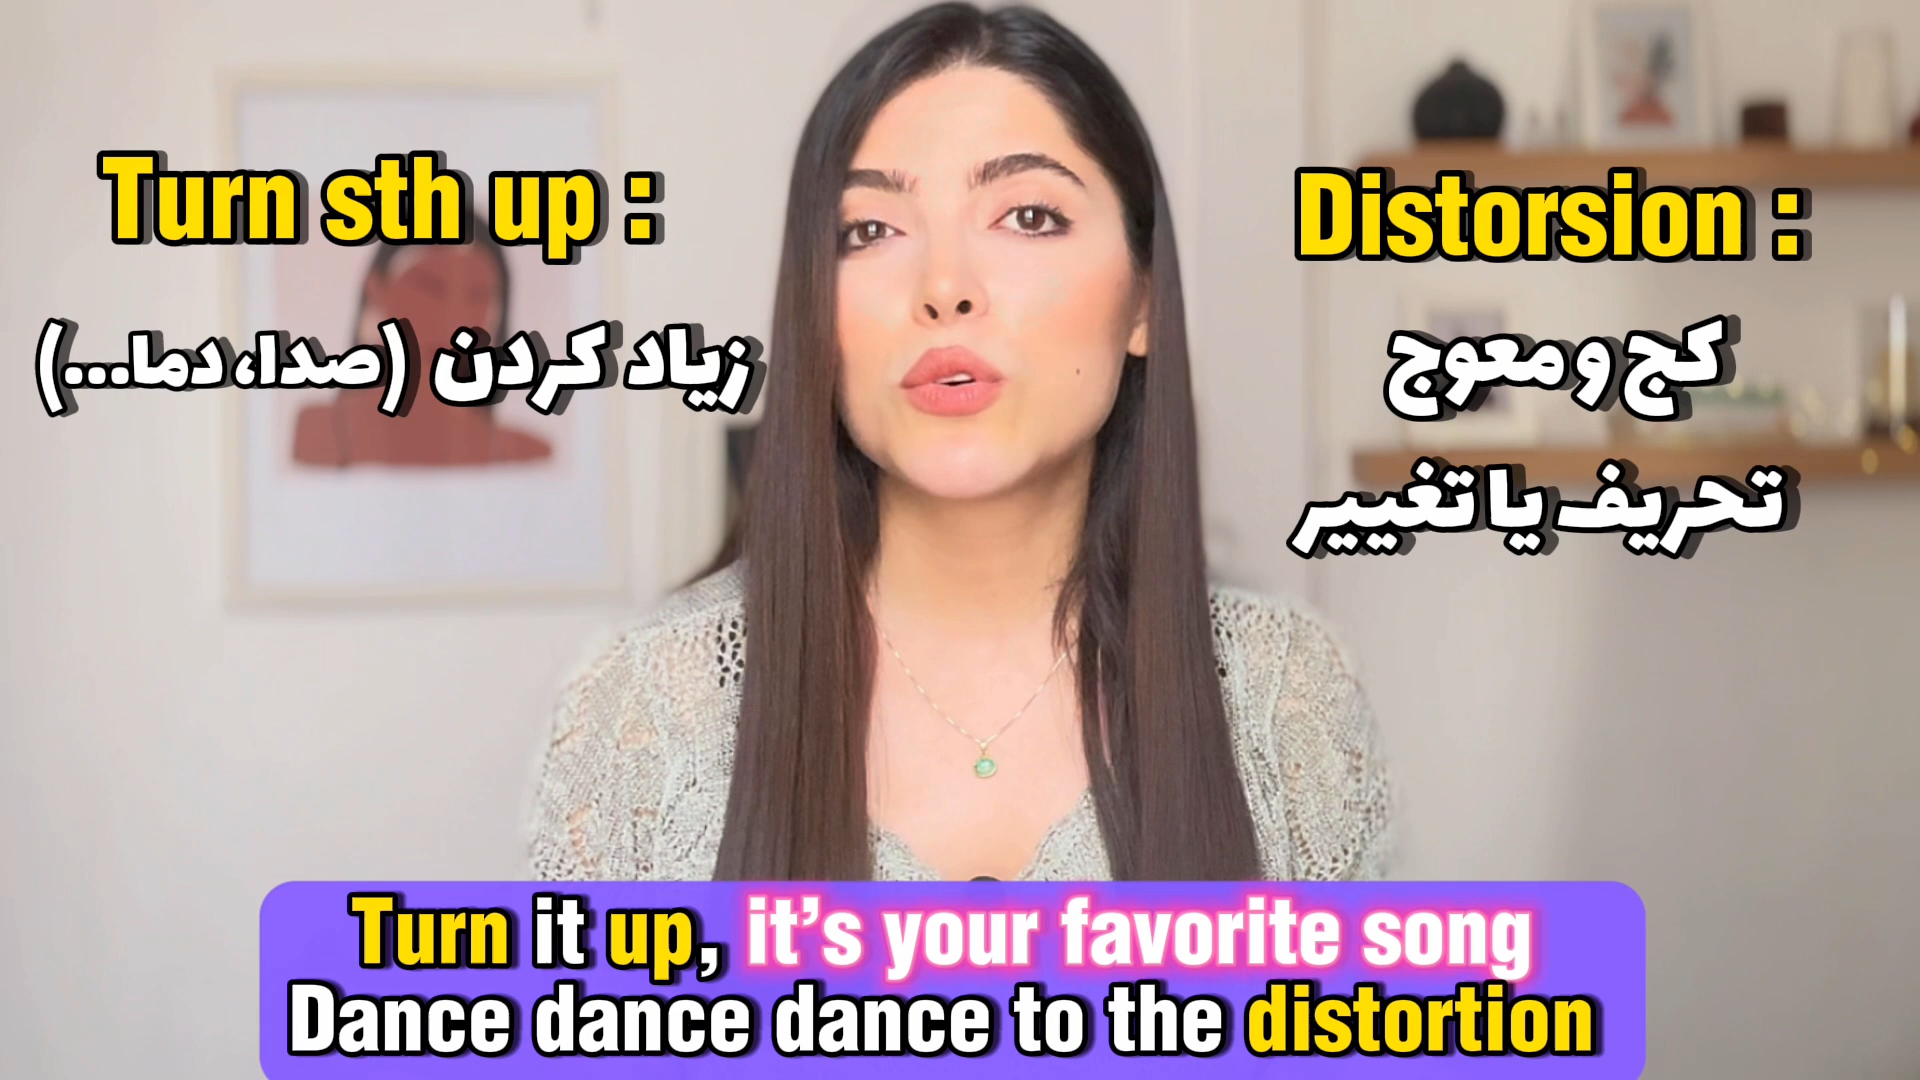 Turn sth up :
زیاد کردن (صدا، دما...)
Distorsion :
کج و معوج
تحریف یا تغییر
Turn it up, it's your favorite song
Dance dance dance to the distortion